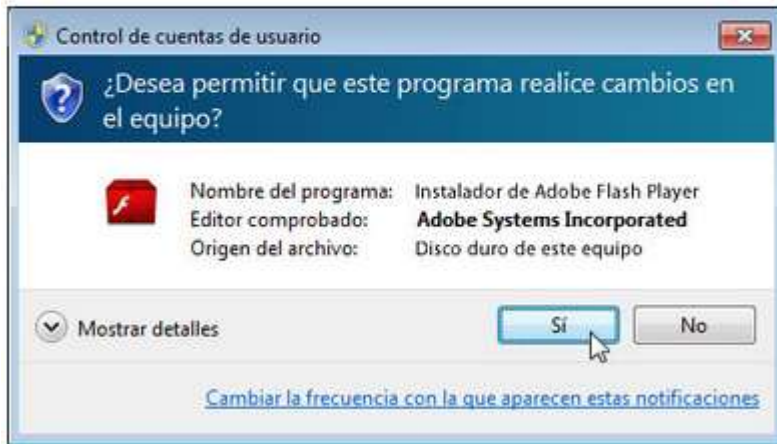 Control de cuentas de usuario
¿Desea permitir que este programa realice cambios en
el equipo?
Nombre del programa: Instalador de Adobe Flash Player
Editor comprobado: Adobe Systems Incorporated
Origen del archivo: Disco duro de este equipo
Mostrar detalles Sí No
Cambiar la frecuencia con la que aparecen estas notificaciones